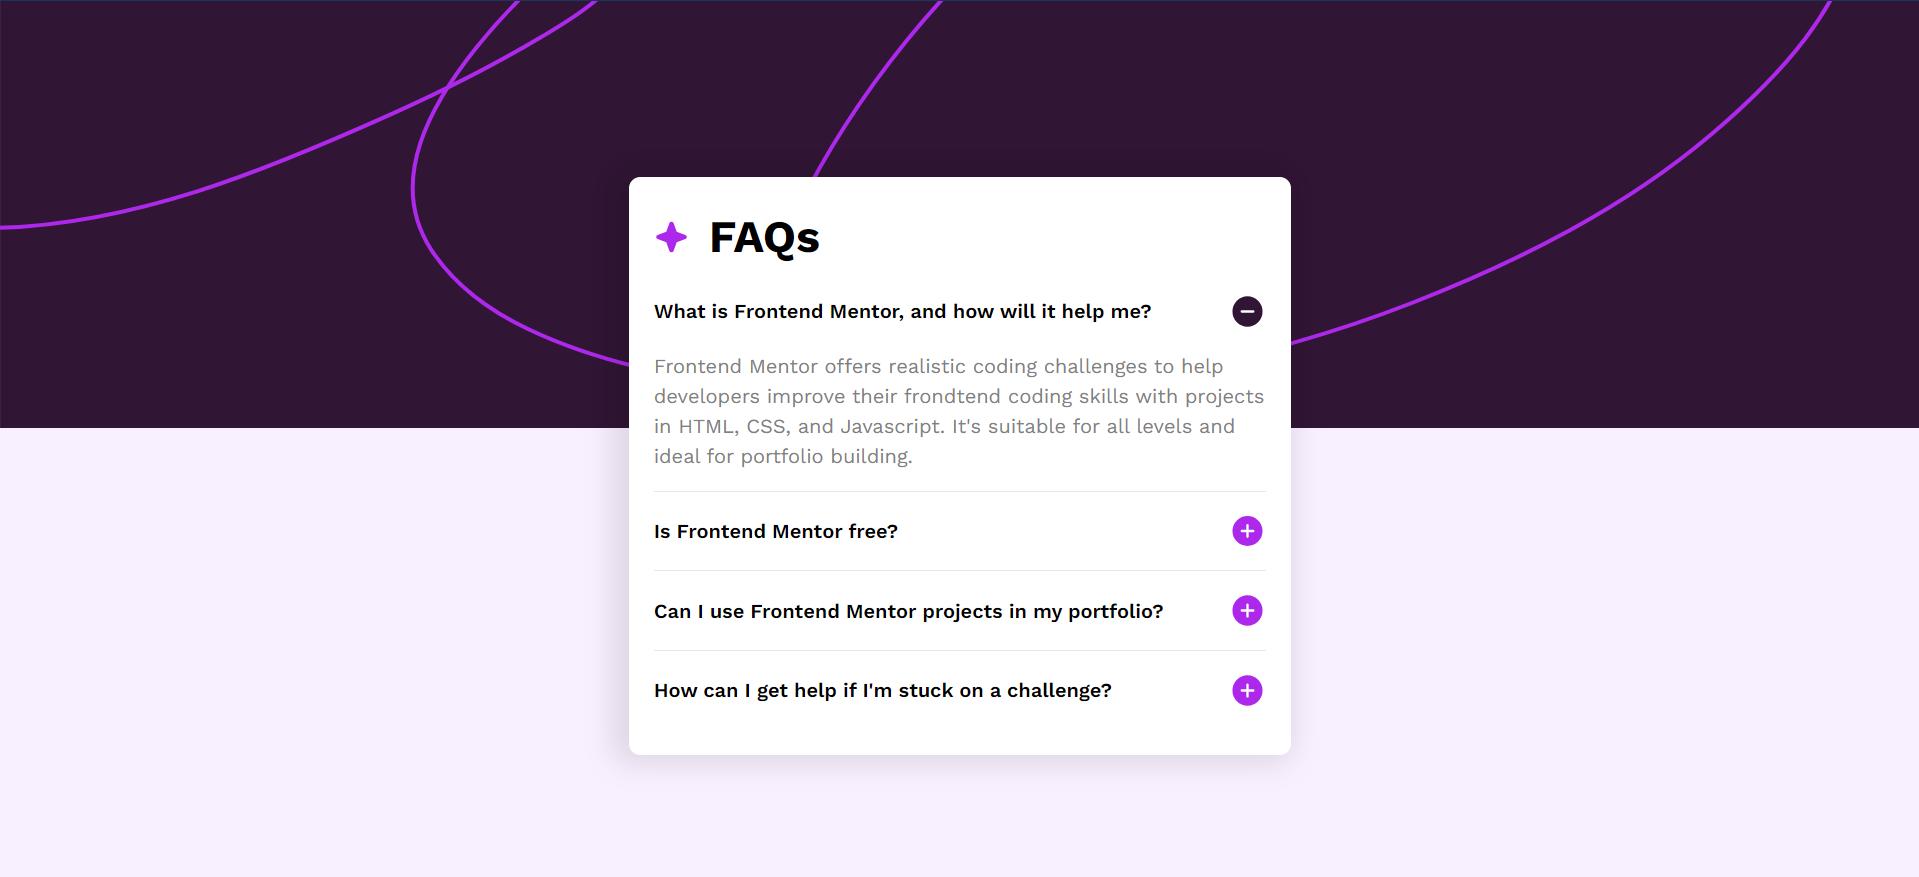 FAQs
What is Frontend Mentor, and how will it help me?
Frontend Mentor offers realistic coding challenges to help
developers improve their frondtend coding skills with projects
in HTML, CSS, and Javascript. It's suitable for all levels and
ideal for portfolio building.
Is Frontend Mentor free?
Can I use Frontend Mentor projects in my portfolio?
How can I get help if I'm stuck on a challenge?